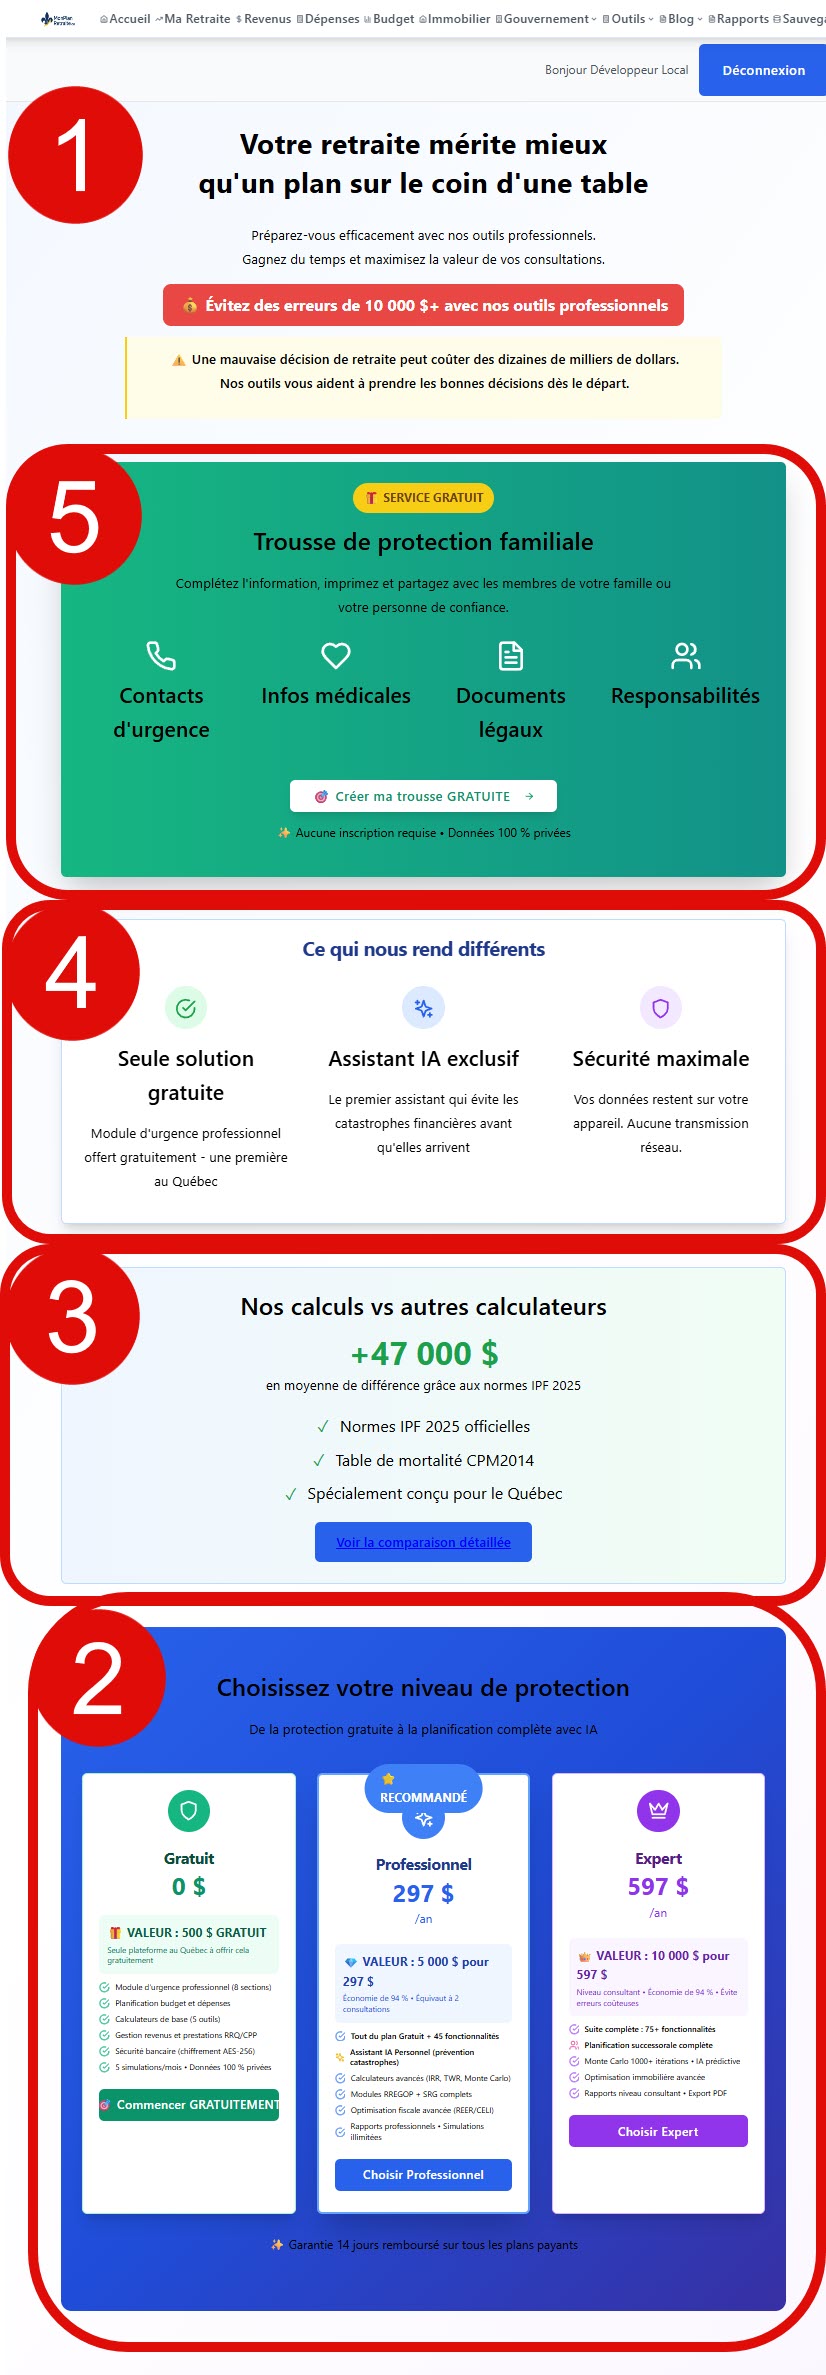 MonPlan
Retraite
Accueil Ma Retraite Revenus Dépenses Budget Immobilier Gouvernement Outils Blog Rapports Sauvega
Bonjour Développeur Local
Déconnexion
1
Votre retraite mérite mieux
qu'un plan sur le coin d'une table
Préparez-vous efficacement avec nos outils professionnels.
Gagnez du temps et maximisez la valeur de vos consultations.
💰 Évitez des erreurs de 10 000 $+ avec nos outils professionnels
⚠️ Une mauvaise décision de retraite peut coûter des dizaines de milliers de dollars.
Nos outils vous aident à prendre les bonnes décisions dès le départ.
5
🎁 SERVICE GRATUIT
Trousse de protection familiale
Complétez l'information, imprimez et partagez avec les membres de votre famille ou
votre personne de confiance.
Contacts
d'urgence
Infos médicales
Documents
légaux
Responsabilités
🎯 Créer ma trousse GRATUITE →
✨ Aucune inscription requise • Données 100 % privées
4
Ce qui nous rend différents
Seule solution
gratuite
Module d'urgence professionnel
offert gratuitement - une première
au Québec
Assistant IA exclusif
Le premier assistant qui évite les
catastrophes financières avant
qu'elles arrivent
Sécurité maximale
Vos données restent sur votre
appareil. Aucune transmission
réseau.
3
Nos calculs vs autres calculateurs
+47 000 $
en moyenne de différence grâce aux normes IPF 2025
✓ Normes IPF 2025 officielles
✓ Table de mortalité CPM2014
✓ Spécialement conçu pour le Québec
Voir la comparaison détaillée
2
Choisissez votre niveau de protection
De la protection gratuite à la planification complète avec IA
Gratuit
0 $
🎁 VALEUR : 500 $ GRATUIT
Seule plateforme au Québec à offrir cela
gratuitement
Module d'urgence professionnel (8 sections)
Planification budget et dépenses
Calculateurs de base (5 outils)
Gestion revenus et prestations RRQ/CPP
Sécurité bancaire (chiffrement AES-256)
5 simulations/mois • Données 100 % privées
🎯 Commencer GRATUITEMENT
⭐
RECOMMANDÉ
Professionnel
297 $
/an
💎 VALEUR : 5 000 $ pour
297 $
Économie de 94 % • Équivaut à 2
consultations
Tout du plan Gratuit + 45 fonctionnalités
Assistant IA Personnel (prévention
catastrophes)
Calculateurs avancés (IRR, TWR, Monte Carlo)
Modules RREGOP + SRG complets
Optimisation fiscale avancée (REER/CELI)
Rapports professionnels • Simulations
illimitées
Choisir Professionnel
Expert
597 $
/an
👑 VALEUR : 10 000 $ pour
597 $
Niveau consultant • Économie de 94 % • Évite
erreurs coûteuses
Suite complète : 75+ fonctionnalités
Planification successorale complète
Monte Carlo 1000+ itérations • IA prédictive
Optimisation immobilière avancée
Rapports niveau consultant • Export PDF
Choisir Expert
✨ Garantie 14 jours remboursé sur tous les plans payants